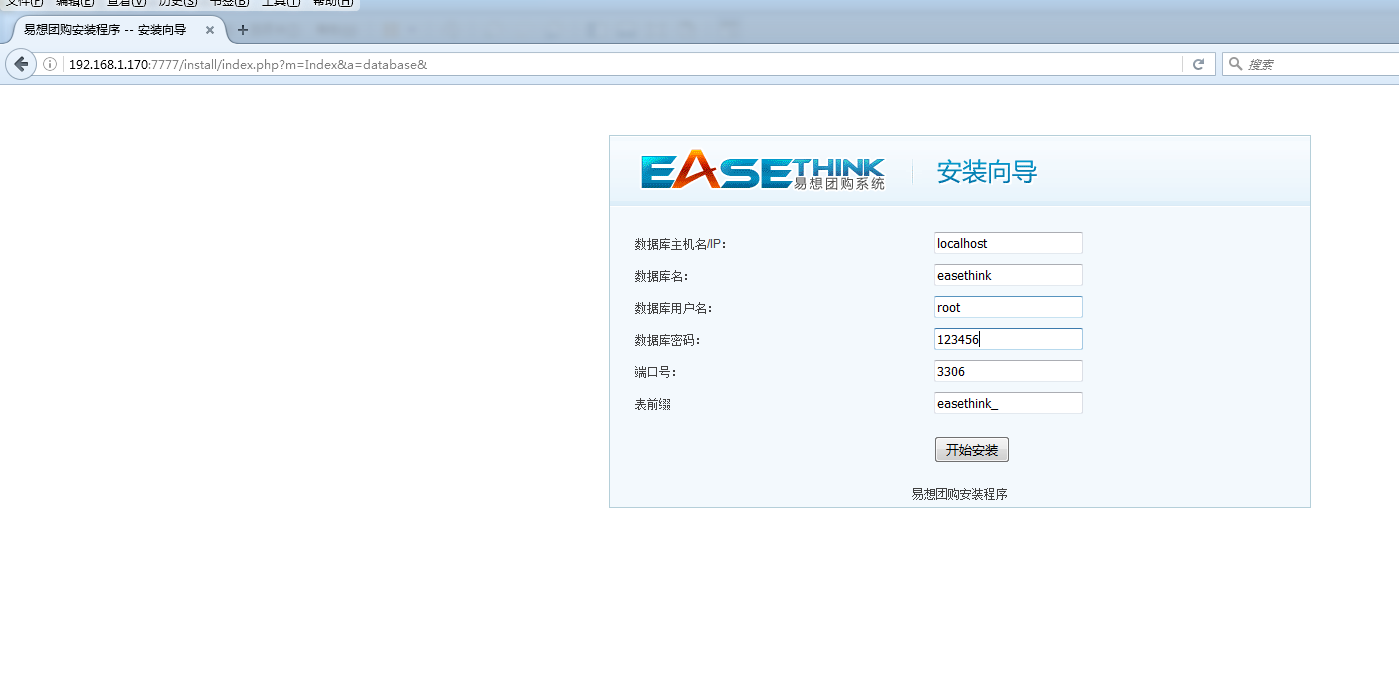 文件(F) 编辑(E) 查看(V) 历史(S) 书签(B) 工具(T) 帮助(H)
易想团购安装程序 -- 安装向导
192.168.1.170:7777/install/index.php?m=Index&a=database&
搜索
EASETHINK 易想团购系统
安装向导
数据库主机名/IP: localhost
数据库名: easethink
数据库用户名: root
数据库密码: 123456
端口号: 3306
表前缀 easethink_
开始安装
易想团购安装程序